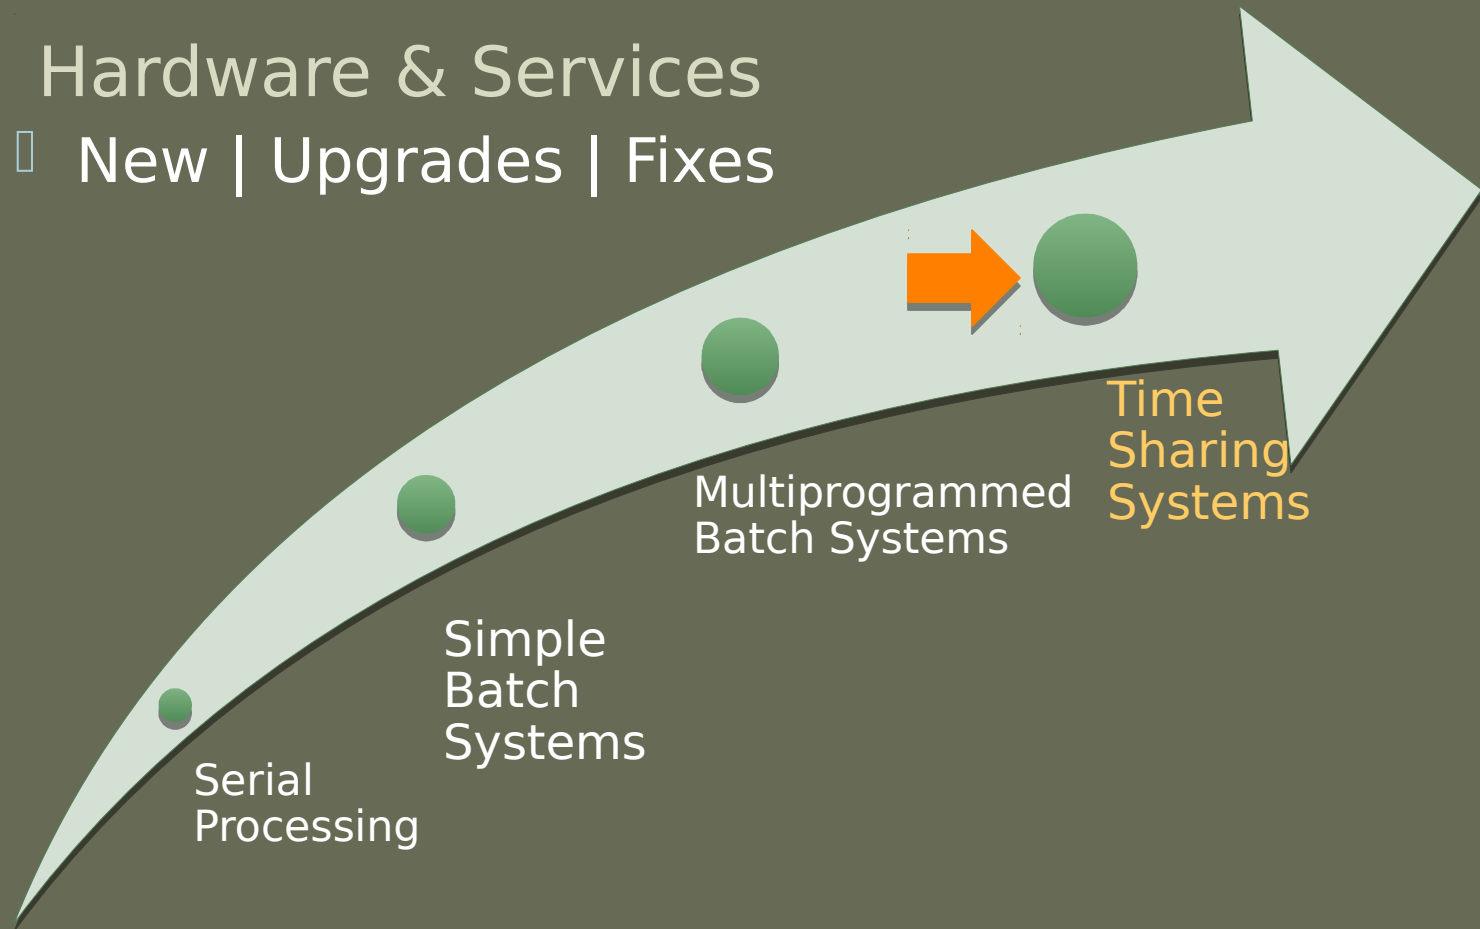 Hardware & Services
New | Upgrades | Fixes
Time
Sharing
Systems
Multiprogrammed
Batch Systems
Simple
Batch
Systems
Serial
Processing